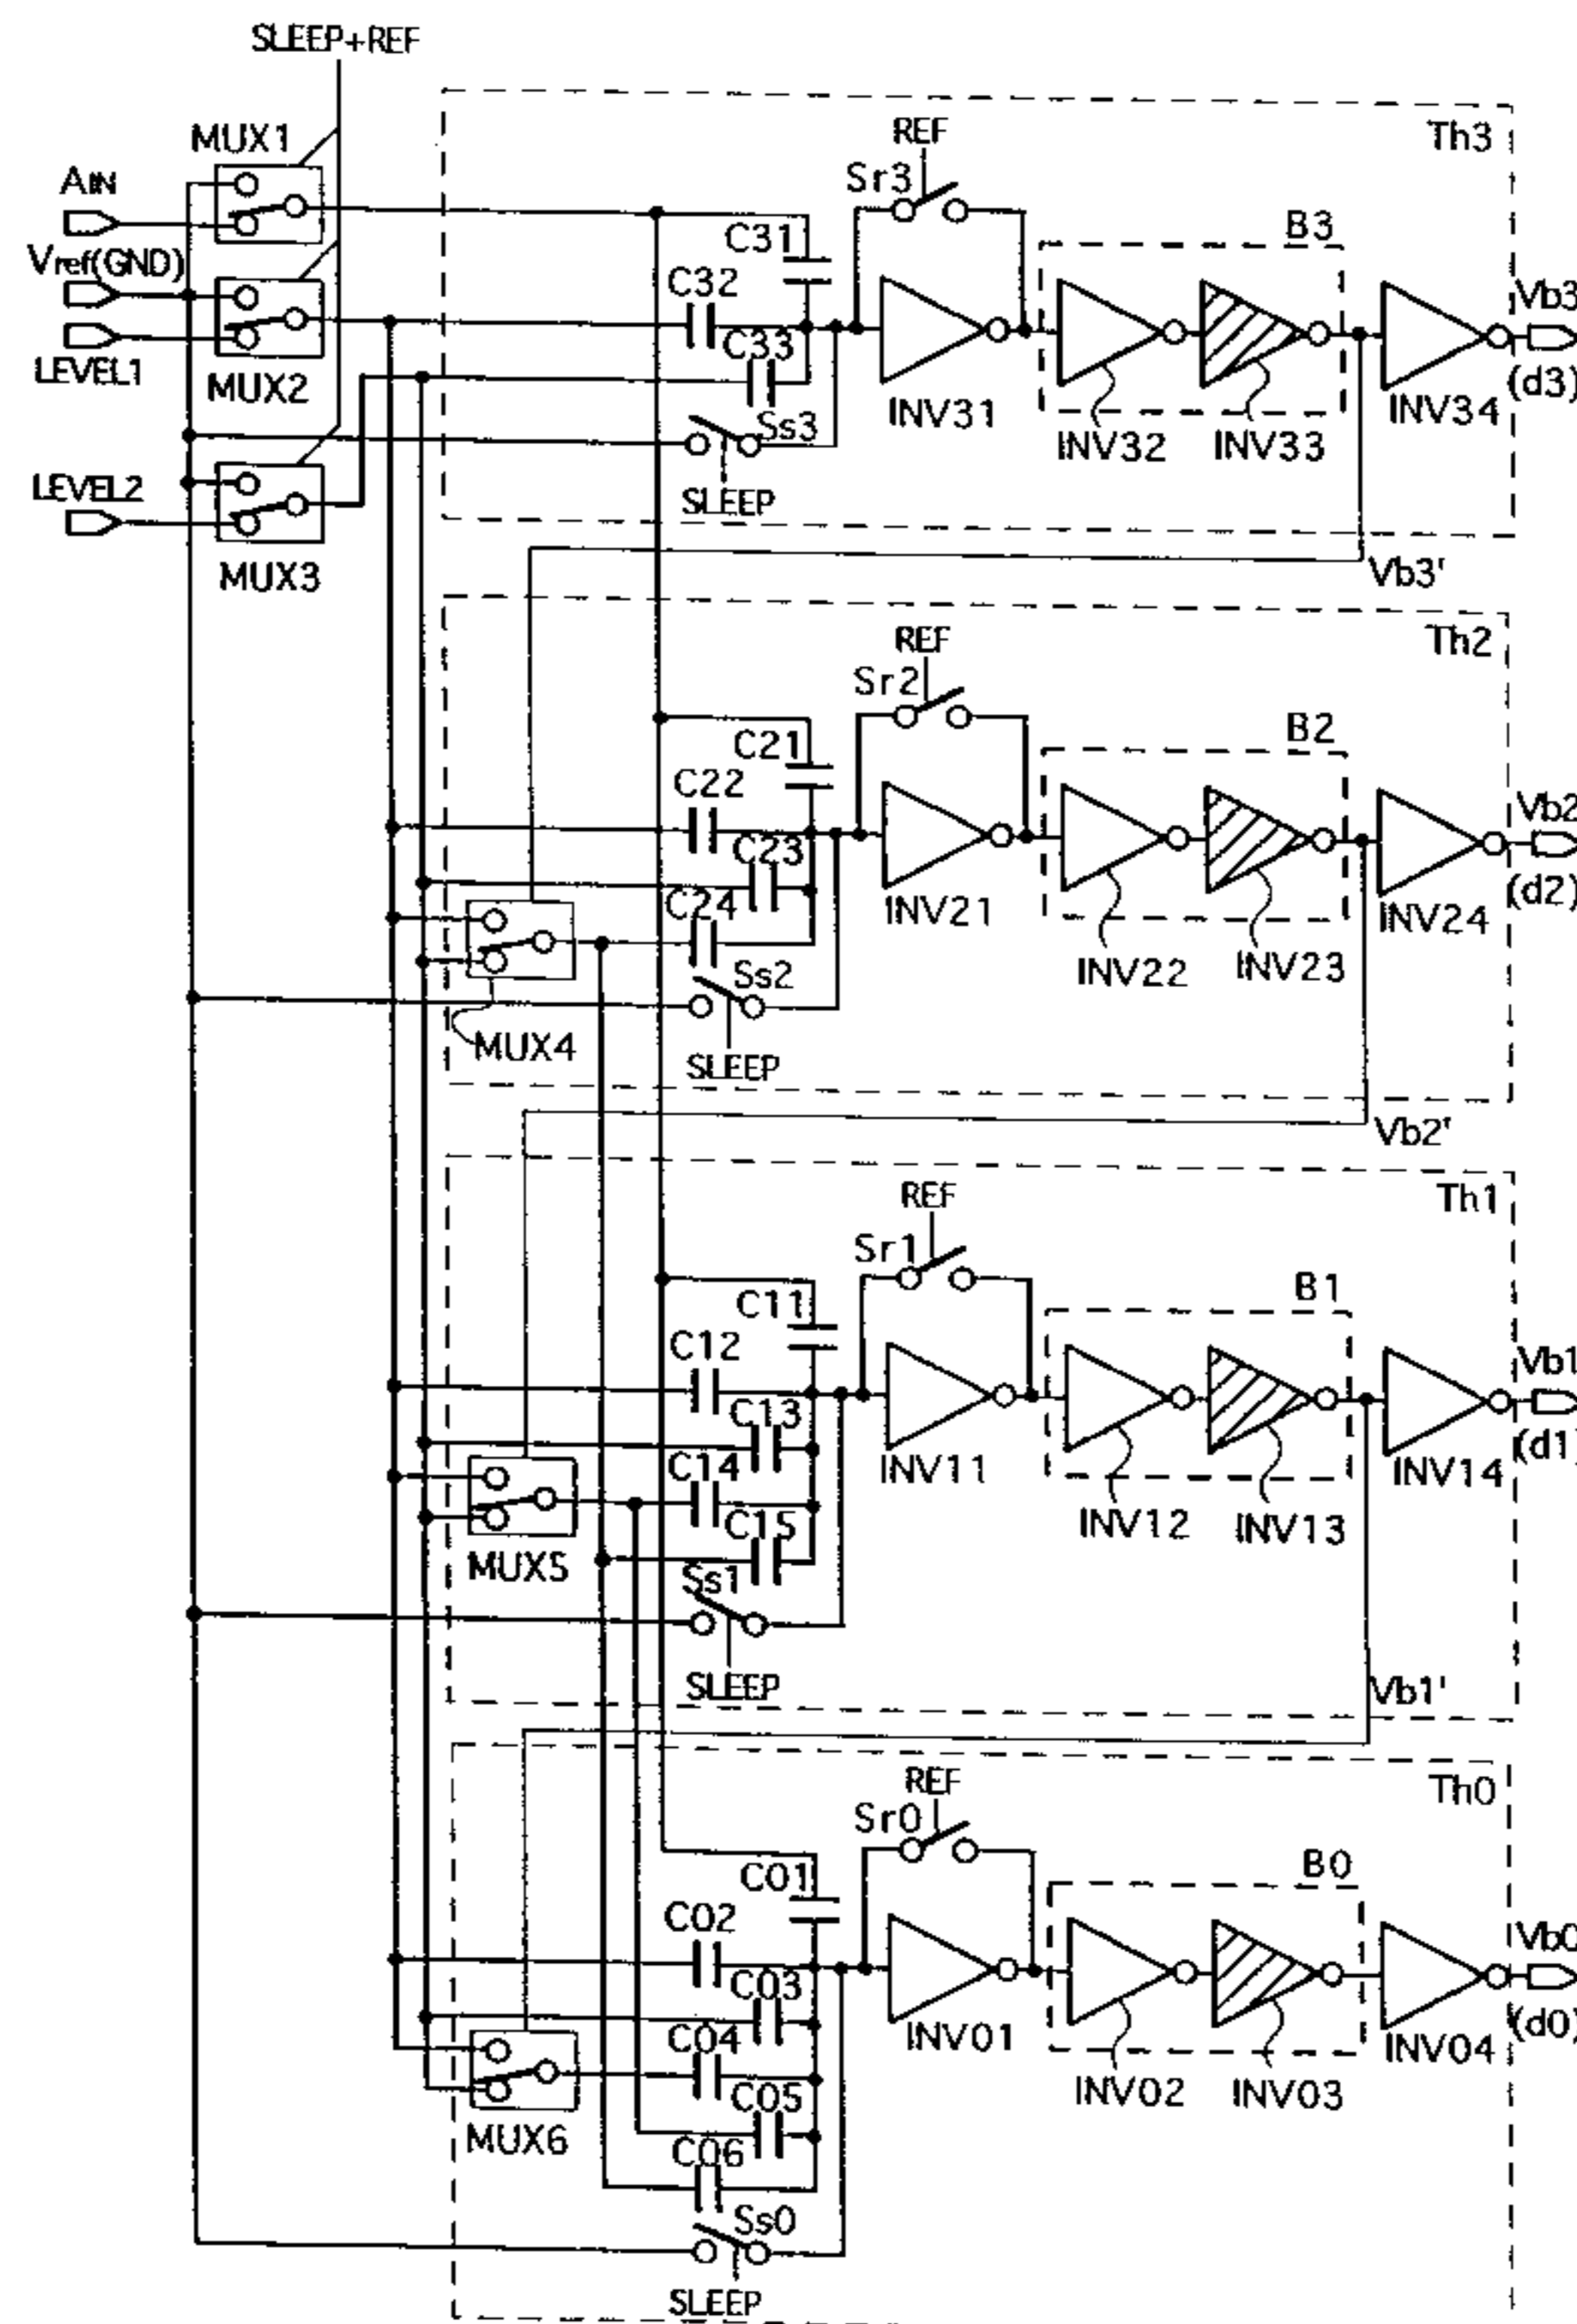 SLEEP+REF
MUX1
AIN
Vref(GND)
LEVEL1
MUX2
LEVEL2
MUX3
REF
Th3
Sr3
C31
B3
C32
C33
Vb3
(d3)
INV31
INV32
INV33
INV34
Ss3
SLEEP
Vb3'
REF
Th2
Sr2
C21
B2
C22
C23
Vb2
(d2)
C24
INV21
INV22
INV23
INV24
Ss2
MUX4
SLEEP
Vb2'
REF
Th1
Sr1
C11
B1
C12
C13
Vb1
(d1)
C14
INV11
INV12
INV13
INV14
C15
MUX5
Ss1
SLEEP
Vb1'
REF
Th0
Sr0
C01
B0
C02
C03
Vb0
(d0)
C04
INV01
INV02
INV03
INV04
C05
MUX6
C06
Ss0
SLEEP